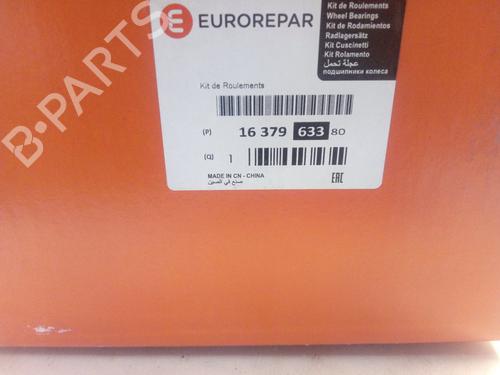 EUROREPAR
Kit de Roulements
Wheel Bearings
Kit de Rodamientos
Radlagersätz
Kit Cuscinetti
Kit Rolamento
عجلة تحمل
подшипники колеса
Kit de Roulements
(P) 16 379 633 80
(Q) 1
MADE IN CN - CHINA
صنع في الصين
EAC
B-PARTS